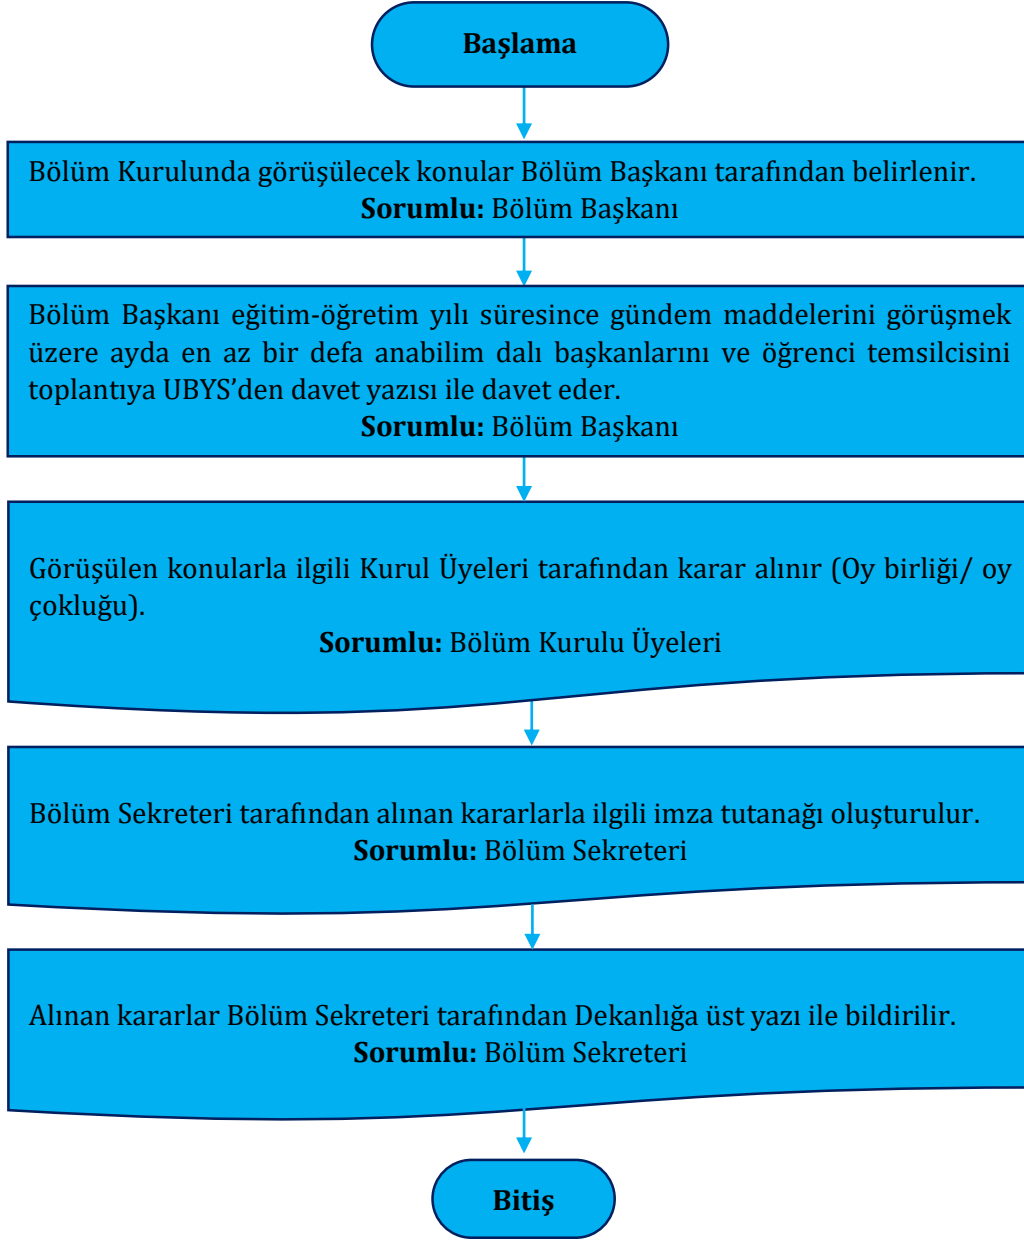 Başlama
Bölüm Kurulunda görüşülecek konular Bölüm Başkanı tarafından belirlenir.
Sorumlu: Bölüm Başkanı
Bölüm Başkanı eğitim-öğretim yılı süresince gündem maddelerini görüşmek
üzere ayda en az bir defa anabilim dalı başkanlarını ve öğrenci temsilcisini
toplantıya UBYS’den davet yazısı ile davet eder.
Sorumlu: Bölüm Başkanı
Görüşülen konularla ilgili Kurul Üyeleri tarafından karar alınır (Oy birliği/ oy
çokluğu).
Sorumlu: Bölüm Kurulu Üyeleri
Bölüm Sekreteri tarafından alınan kararlarla ilgili imza tutanağı oluşturulur.
Sorumlu: Bölüm Sekreteri
Alınan kararlar Bölüm Sekreteri tarafından Dekanlığa üst yazı ile bildirilir.
Sorumlu: Bölüm Sekreteri
Bitiş